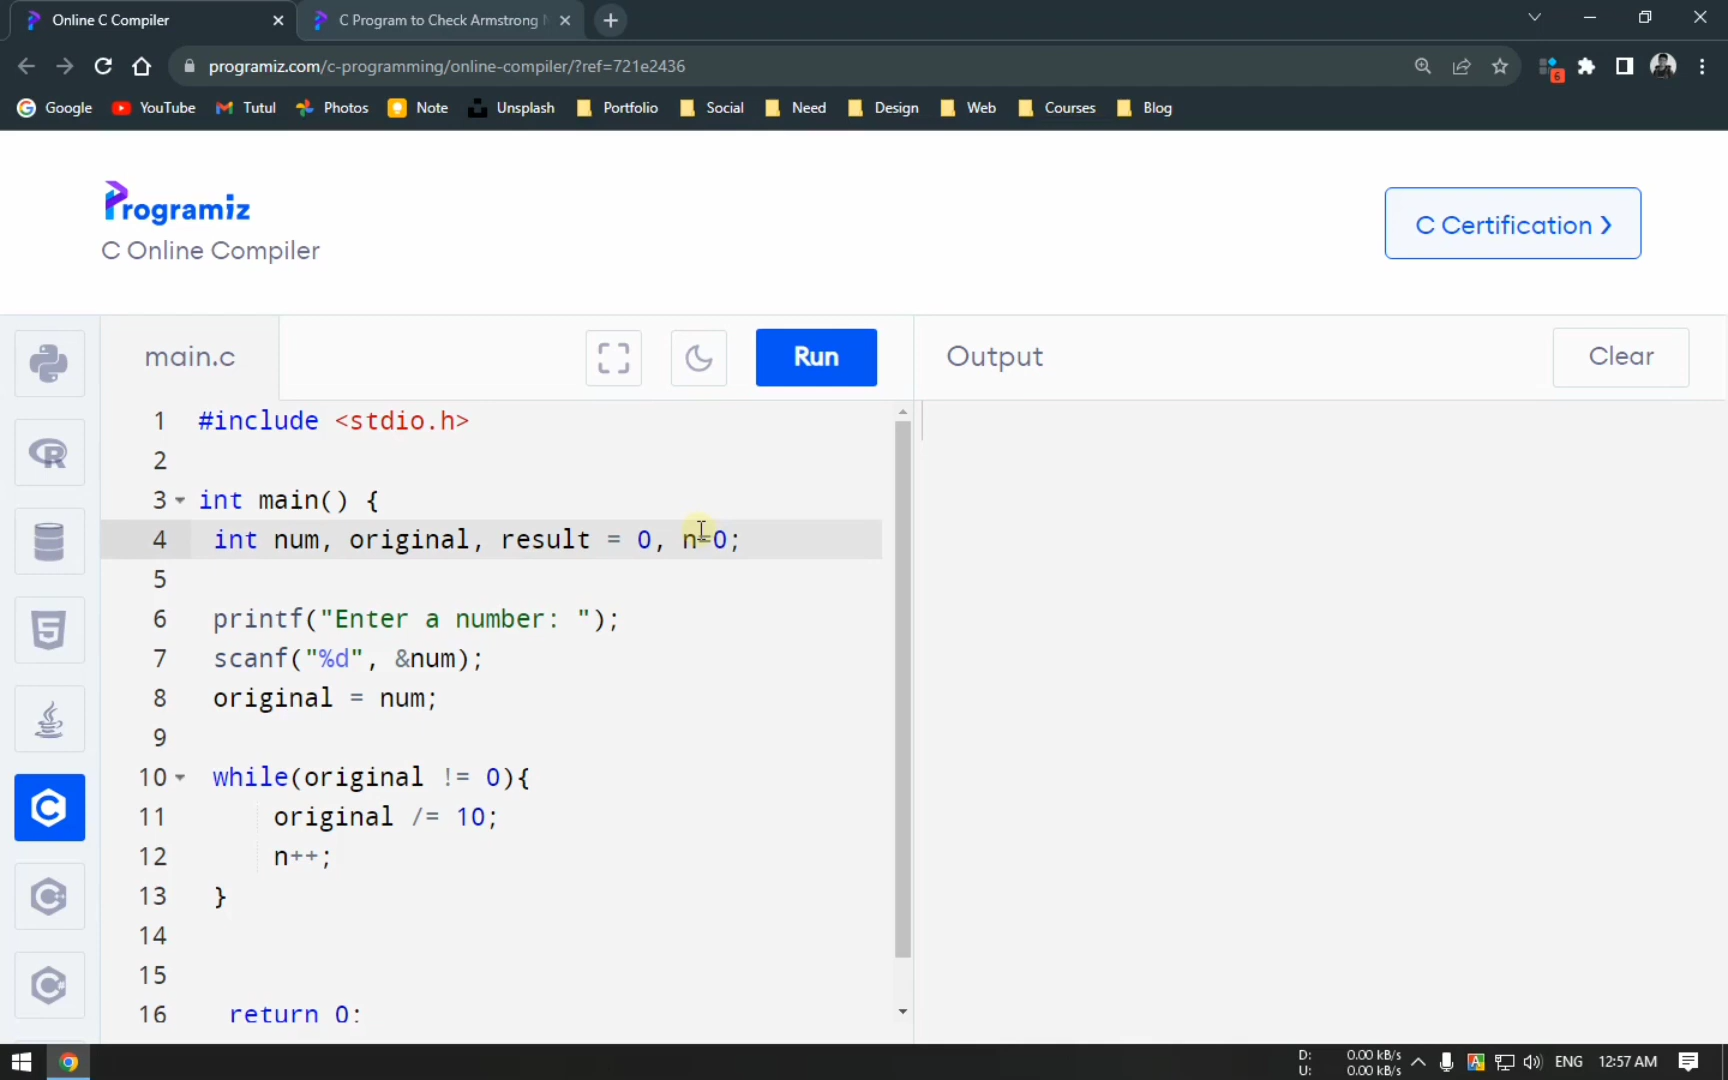 Online C Compiler
C Program to Check Armstrong
programiz.com/c-programming/online-compiler/?ref=721e2436
6
Google YouTube Tutul Photos Note Unsplash Portfolio Social Need Design Web Courses Blog
Programiz
C Online Compiler
C Certification ❯
main.c Run Output Clear
1 #include <stdio.h>
2
3 int main() {
4 int num, original, result = 0, n=0;
5
6 printf("Enter a number: ");
7 scanf("%d", &num);
8 original = num;
9
10 while(original != 0){
11 original /= 10;
12 n++;
13 }
14
15
16 return 0;
D: 0.00 kB/s
U: 0.00 kB/s
ENG 12:57 AM